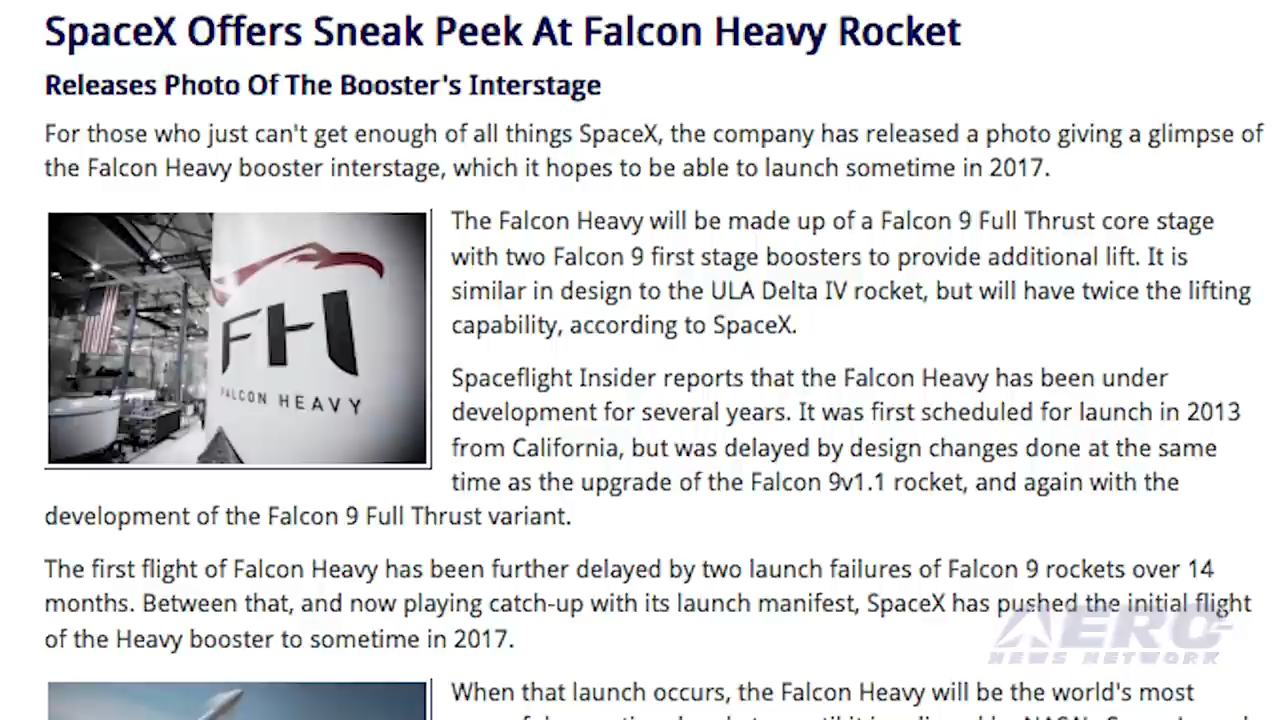 SpaceX Offers Sneak Peek At Falcon Heavy Rocket
Releases Photo Of The Booster's Interstage
For those who just can't get enough of all things SpaceX, the company has released a photo giving a glimpse of
the Falcon Heavy booster interstage, which it hopes to be able to launch sometime in 2017.
FH
FALCON HEAVY
The Falcon Heavy will be made up of a Falcon 9 Full Thrust core stage
with two Falcon 9 first stage boosters to provide additional lift. It is
similar in design to the ULA Delta IV rocket, but will have twice the lifting
capability, according to SpaceX.
Spaceflight Insider reports that the Falcon Heavy has been under
development for several years. It was first scheduled for launch in 2013
from California, but was delayed by design changes done at the same
time as the upgrade of the Falcon 9v1.1 rocket, and again with the
development of the Falcon 9 Full Thrust variant.
The first flight of Falcon Heavy has been further delayed by two launch failures of Falcon 9 rockets over 14
months. Between that, and now playing catch-up with its launch manifest, SpaceX has pushed the initial flight
of the Heavy booster to sometime in 2017.
AERO
NEWS NETWORK
When that launch occurs, the Falcon Heavy will be the world's most